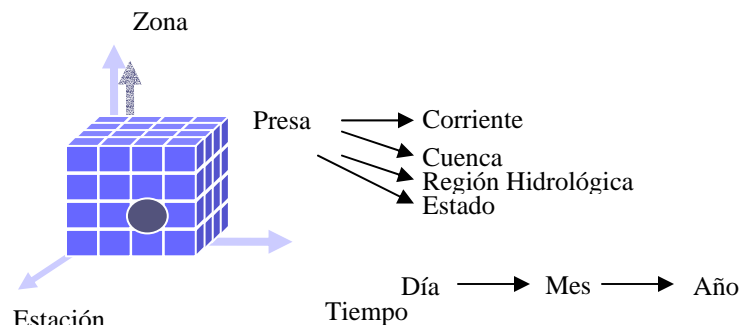 Zona
Presa
Corriente
Cuenca
Región Hidrológica
Estado
Día
Mes
Año
Tiempo
Estación